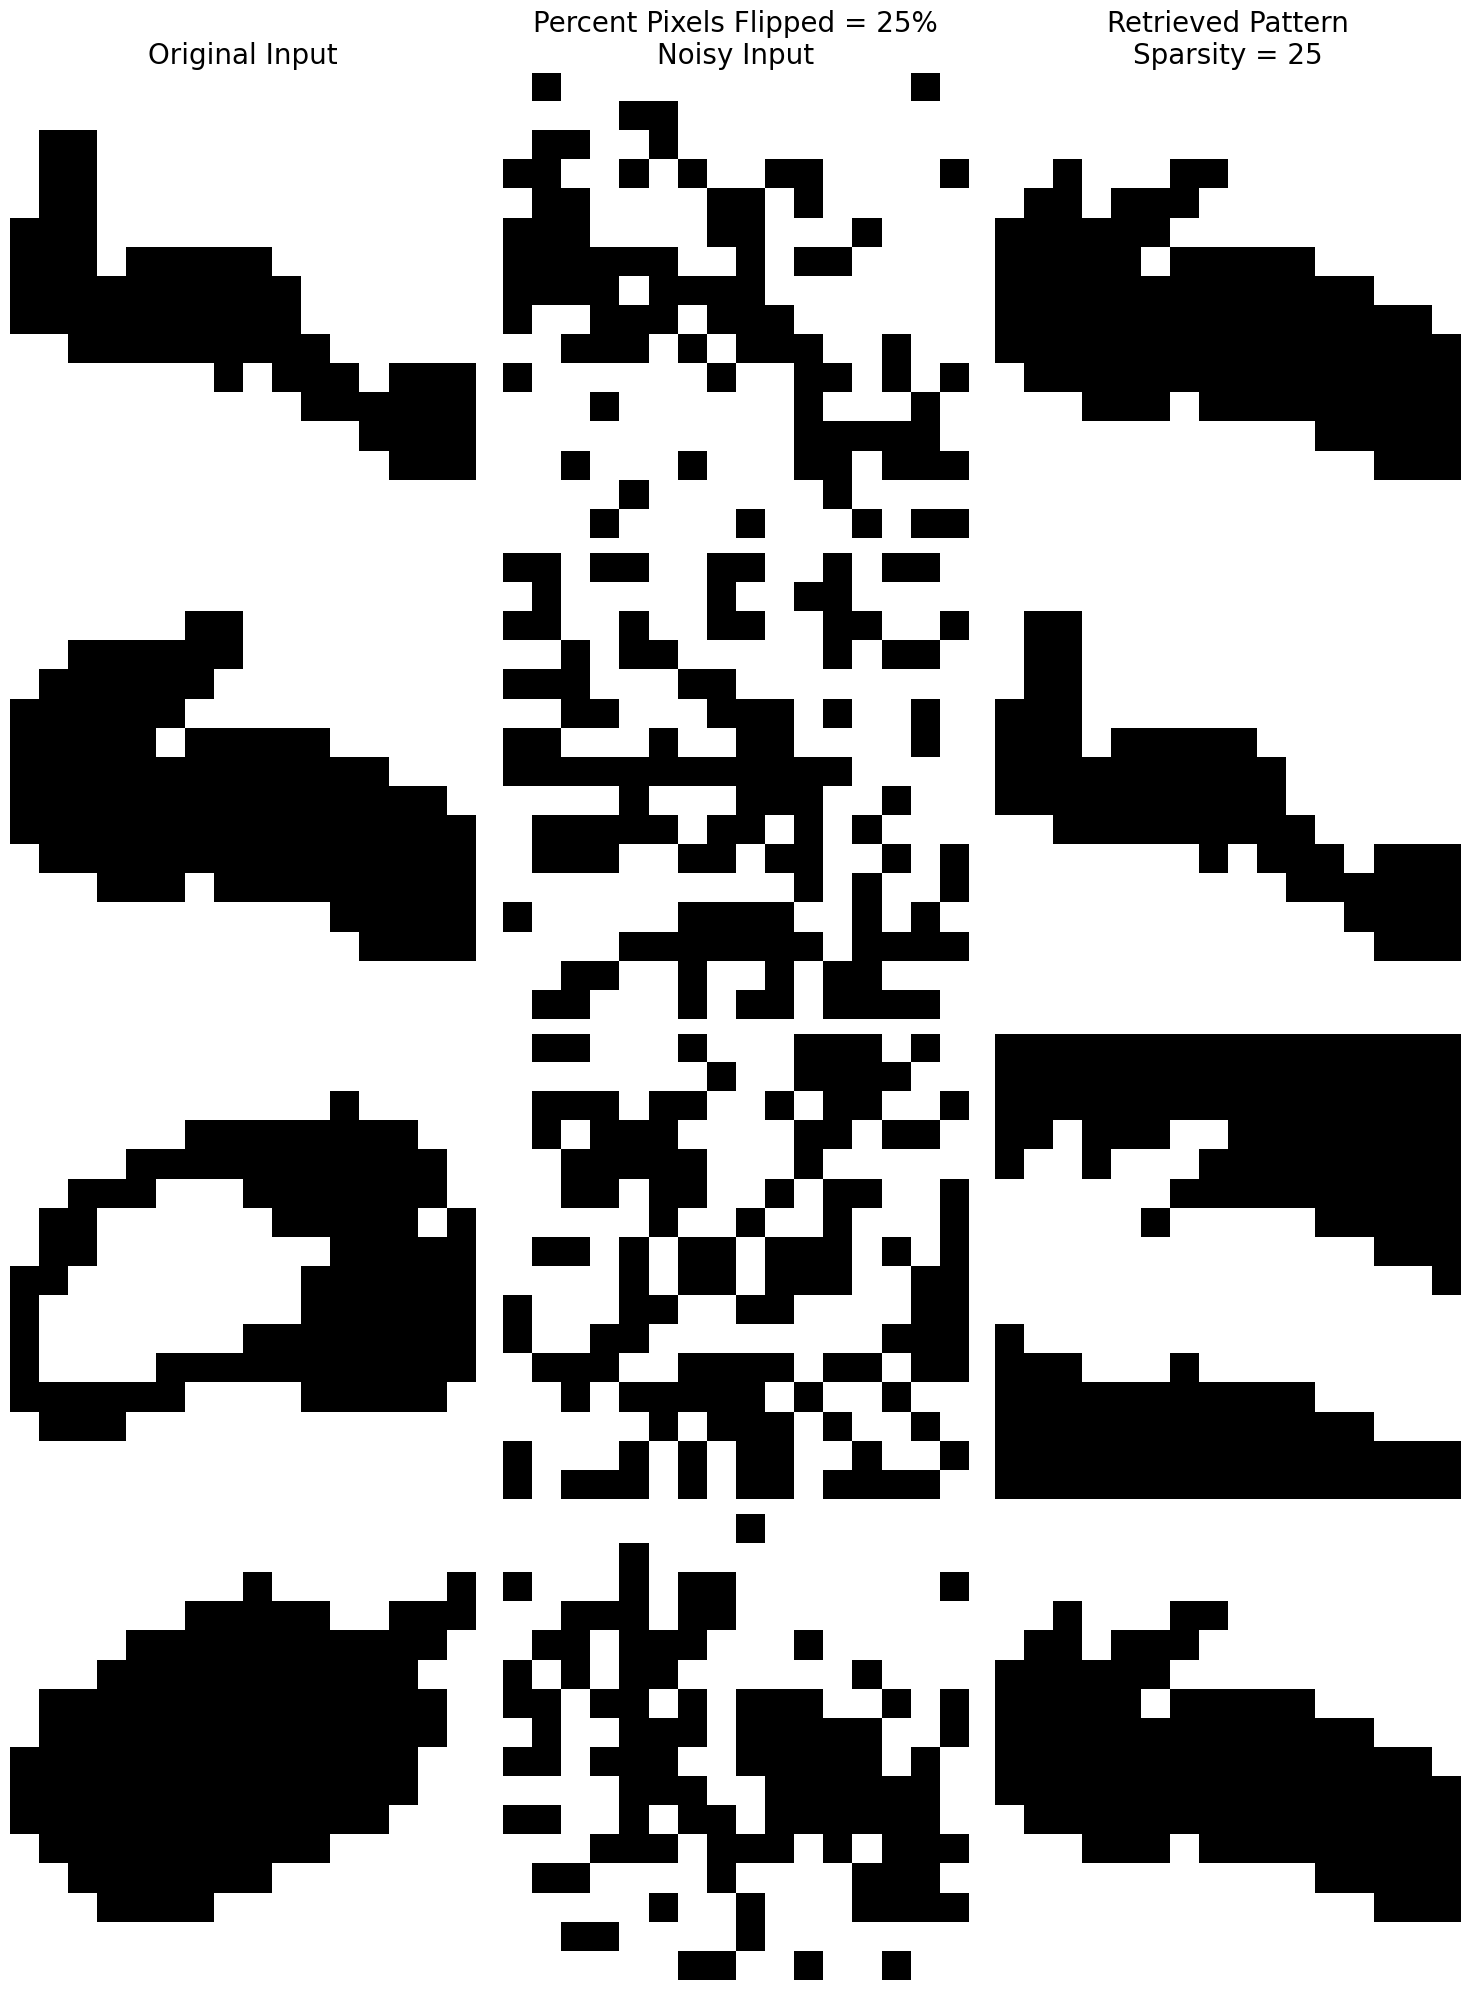 Original Input
Percent Pixels Flipped = 25%
Noisy Input
Retrieved Pattern
Sparsity = 25